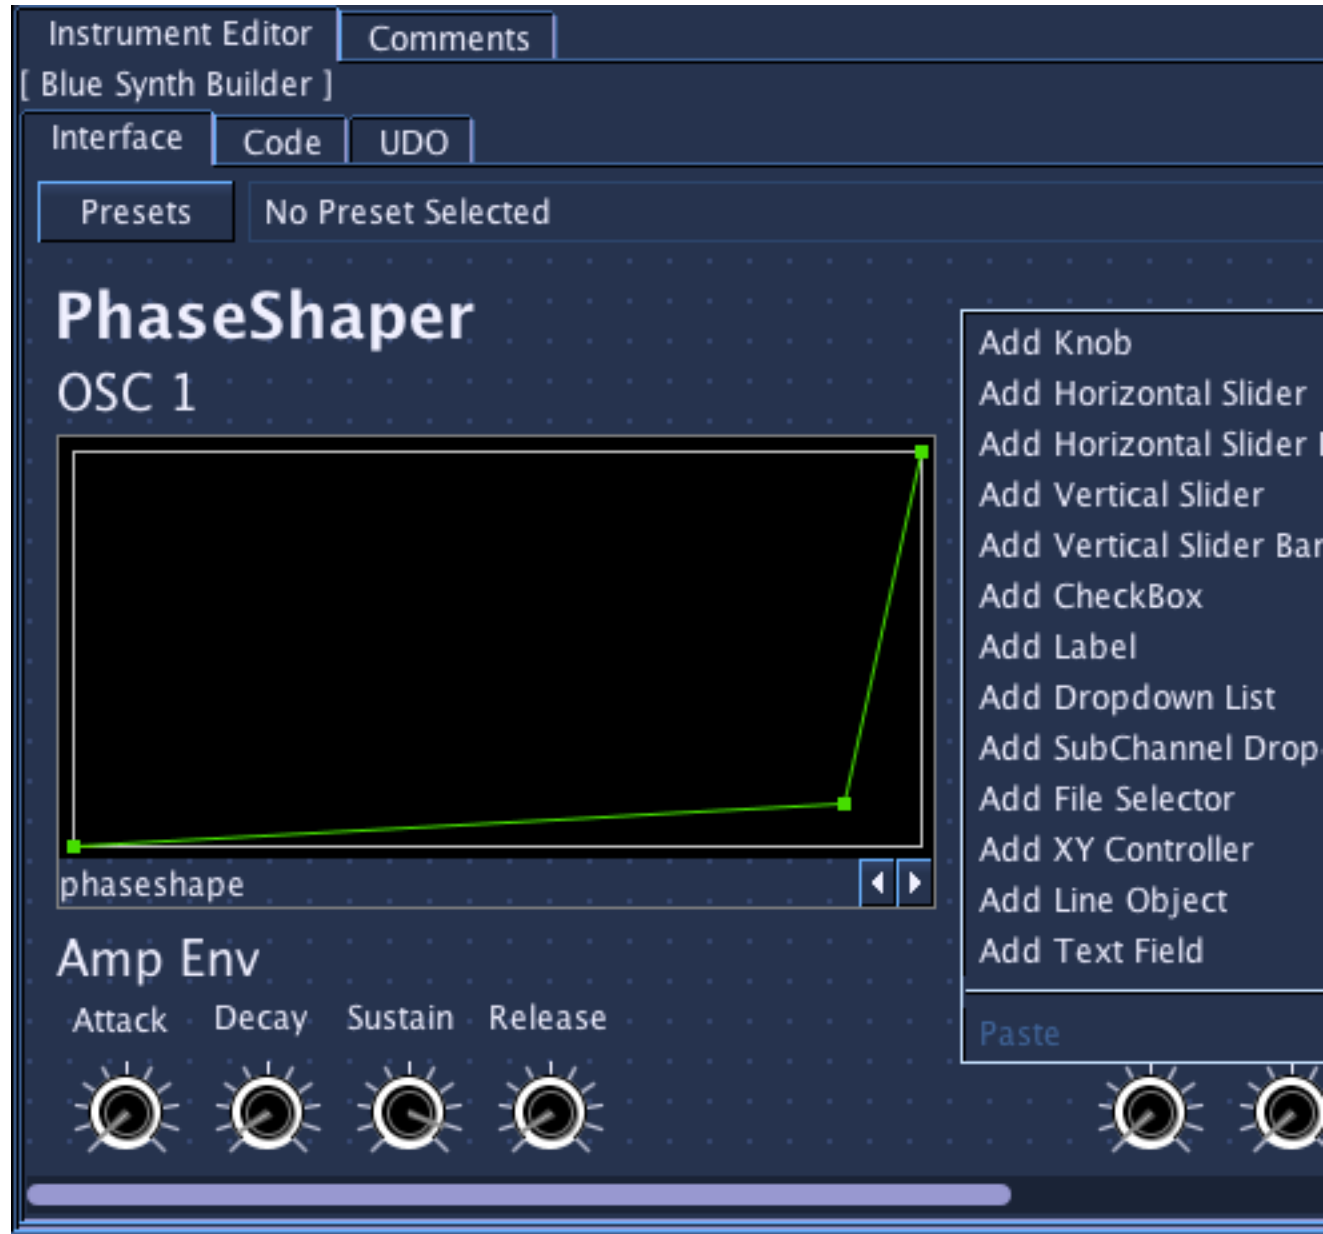 Instrument Editor Comments
[ Blue Synth Builder ]
Interface Code UDO
Presets No Preset Selected
PhaseShaper
OSC 1
phaseshape
Amp Env
Attack Decay Sustain Release
Add Knob
Add Horizontal Slider
Add Horizontal Slider
Add Vertical Slider
Add Vertical Slider Bar
Add CheckBox
Add Label
Add Dropdown List
Add SubChannel Drop
Add File Selector
Add XY Controller
Add Line Object
Add Text Field
Paste